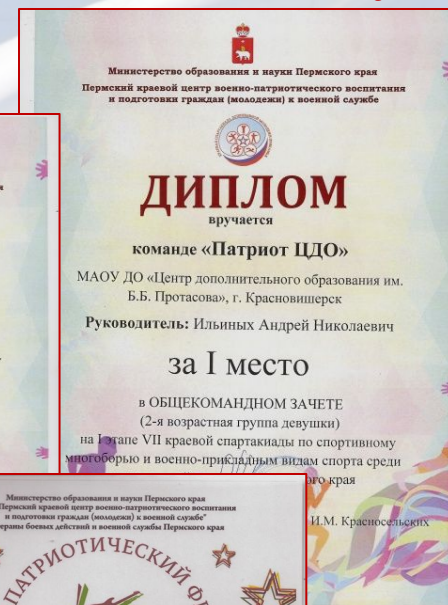 Министерство образования и науки Пермского края
Пермский краевой центр военно-патриотического воспитания
и подготовки граждан (молодежи) к военной службе
ДИПЛОМ
вручается
команде «Патриот ЦДО»
МАОУ ДО «Центр дополнительного образования им.
Б.Б. Протасова», г. Красновишерск
Руководитель: Ильиных Андрей Николаевич
за I место
в ОБЩЕКОМАНДНОМ ЗАЧЕТЕ
(2-я возрастная группа девушки)
на I этапе VII краевой спартакиады по спортивному
многоборью и военно-прикладным видам спорта среди
края
И.М. Красносельских
Министерство образования и науки Пермского края
Пермский краевой центр военно-патриотического воспитания
и подготовки граждан (молодежи) к военной службе"
боевых действий и военной службы Пермского края
ПАТРИОТИЧЕСКИЙ